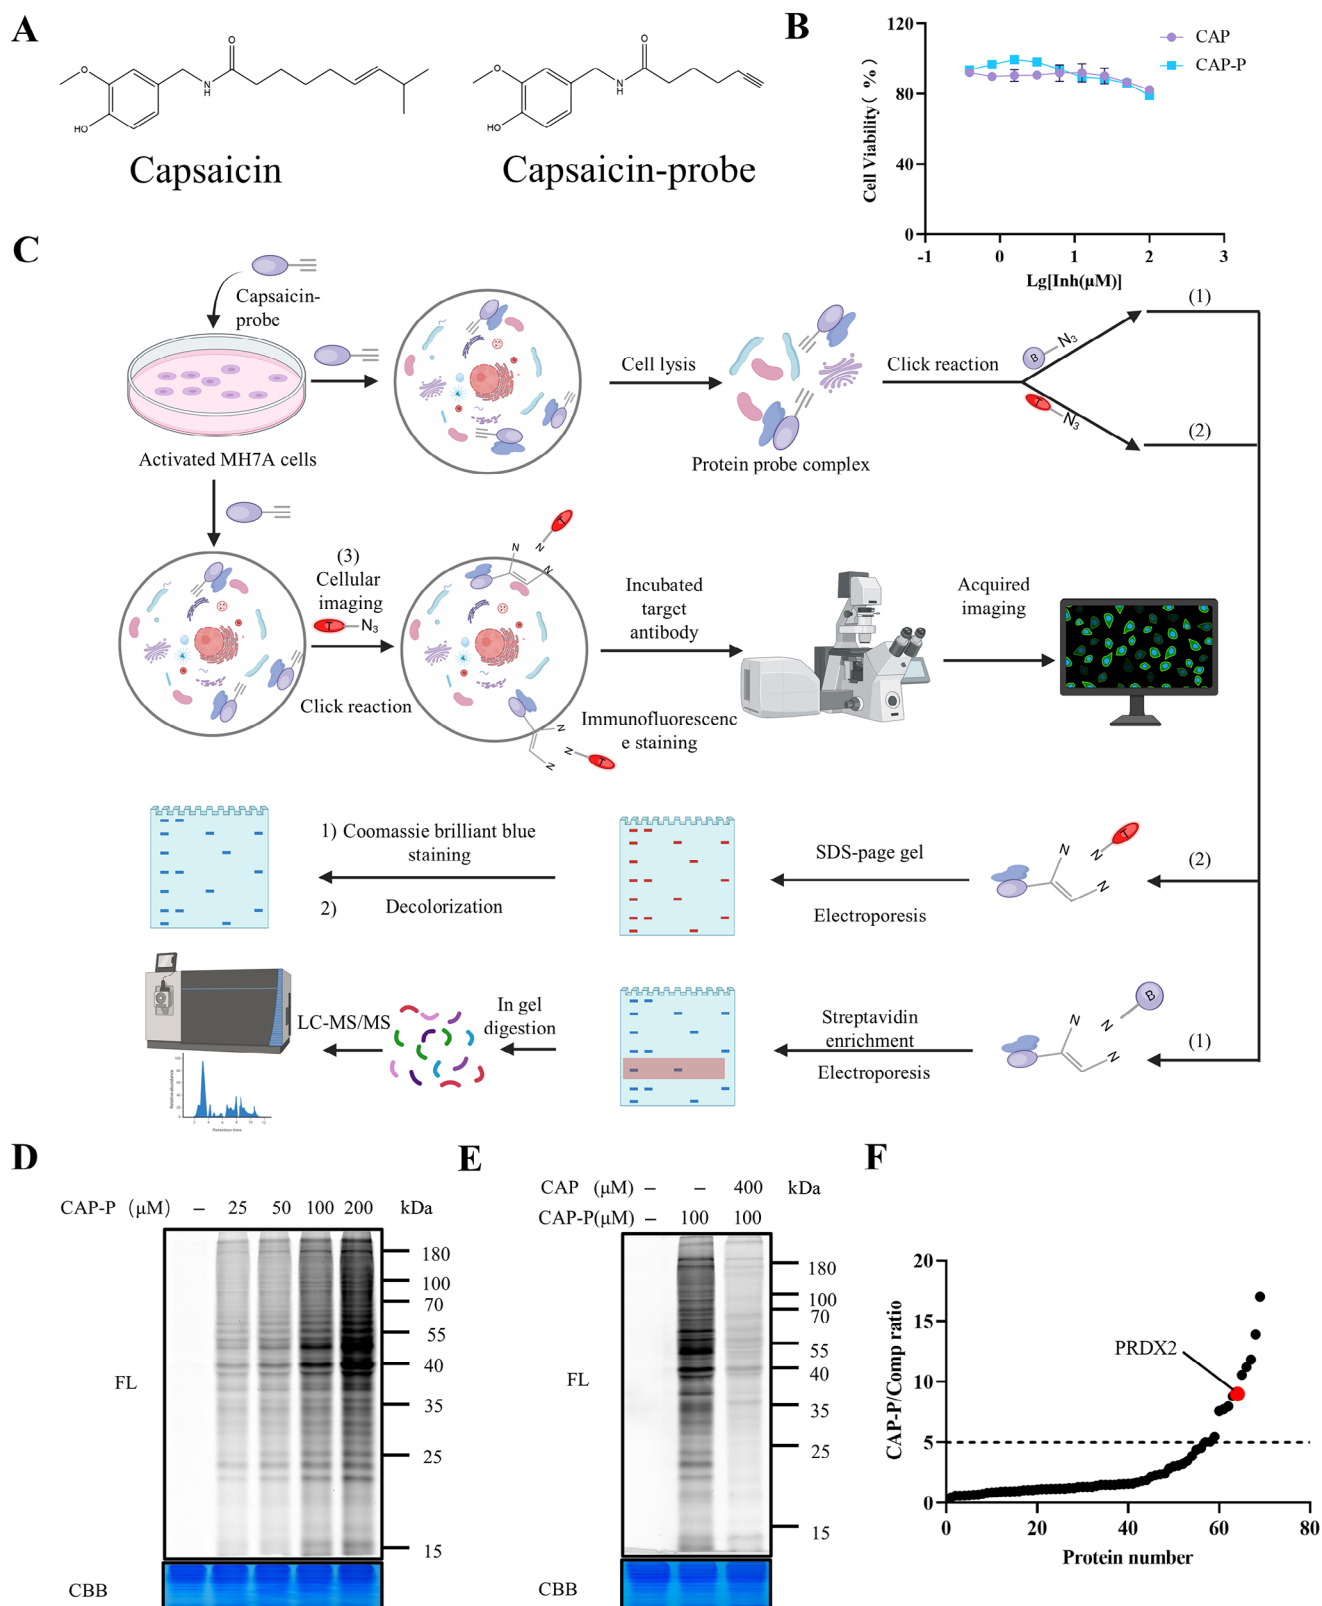 A
O
O
N
H
HO
Capsaicin
O
O
N
H
HO
Capsaicin-probe
B
120
80
40
0
Cell Viability( %)
-1
0
1
2
3
Lg[Inh(μM)]
CAP
CAP-P
C
Capsaicin-
probe
Activated MH7A cells
Cell lysis
Protein probe complex
Click reaction
B
N3
T
N3
(1)
(2)
(3)
Cellular
imaging
T
N3
Click reaction
N
N
N
T
N
N
N
T
Immunofluorescenc
e staining
Incubated
target
antibody
Acquired
imaging
1) Coomassie brilliant blue
staining
2) Decolorization
SDS-page gel
Electroporesis
N
N
N
T
(2)
LC-MS/MS
In gel
digestion
Streptavidin
enrichment
Electroporesis
N
N
N
B
(1)
Relative abundance
Retention time
D
CAP-P (μM) – 25 50 100 200 kDa
180
100
70
55
40
35
25
15
FL
CBB
E
CAP (μM) – – 400 kDa
CAP-P(μM) – 100 100
180
100
70
55
40
35
25
15
FL
CBB
F
20
15
10
5
0
CAP-P/Comp ratio
PRDX2
0
20
40
60
80
Protein number